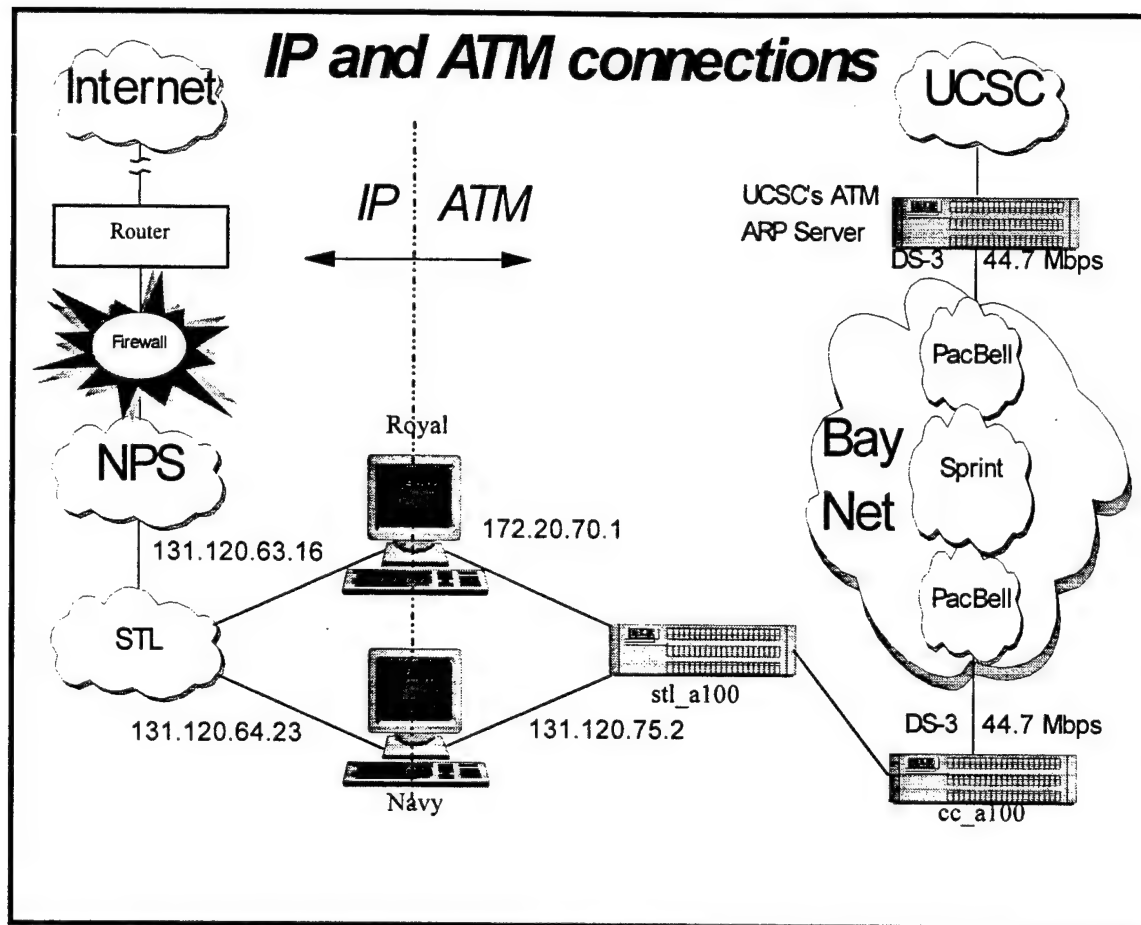 IP and ATM connections
Internet
UCSC
IP
ATM
UCSC's ATM
ARP Server
Router
DS-3 44.7 Mbps
Firewall
PacBell
Royal
Bay
Net
Sprint
NPS
172.20.70.1
131.120.63.16
PacBell
STL
stl_a100
131.120.64.23
131.120.75.2
DS-3 44.7 Mbps
Navy
cc_a100